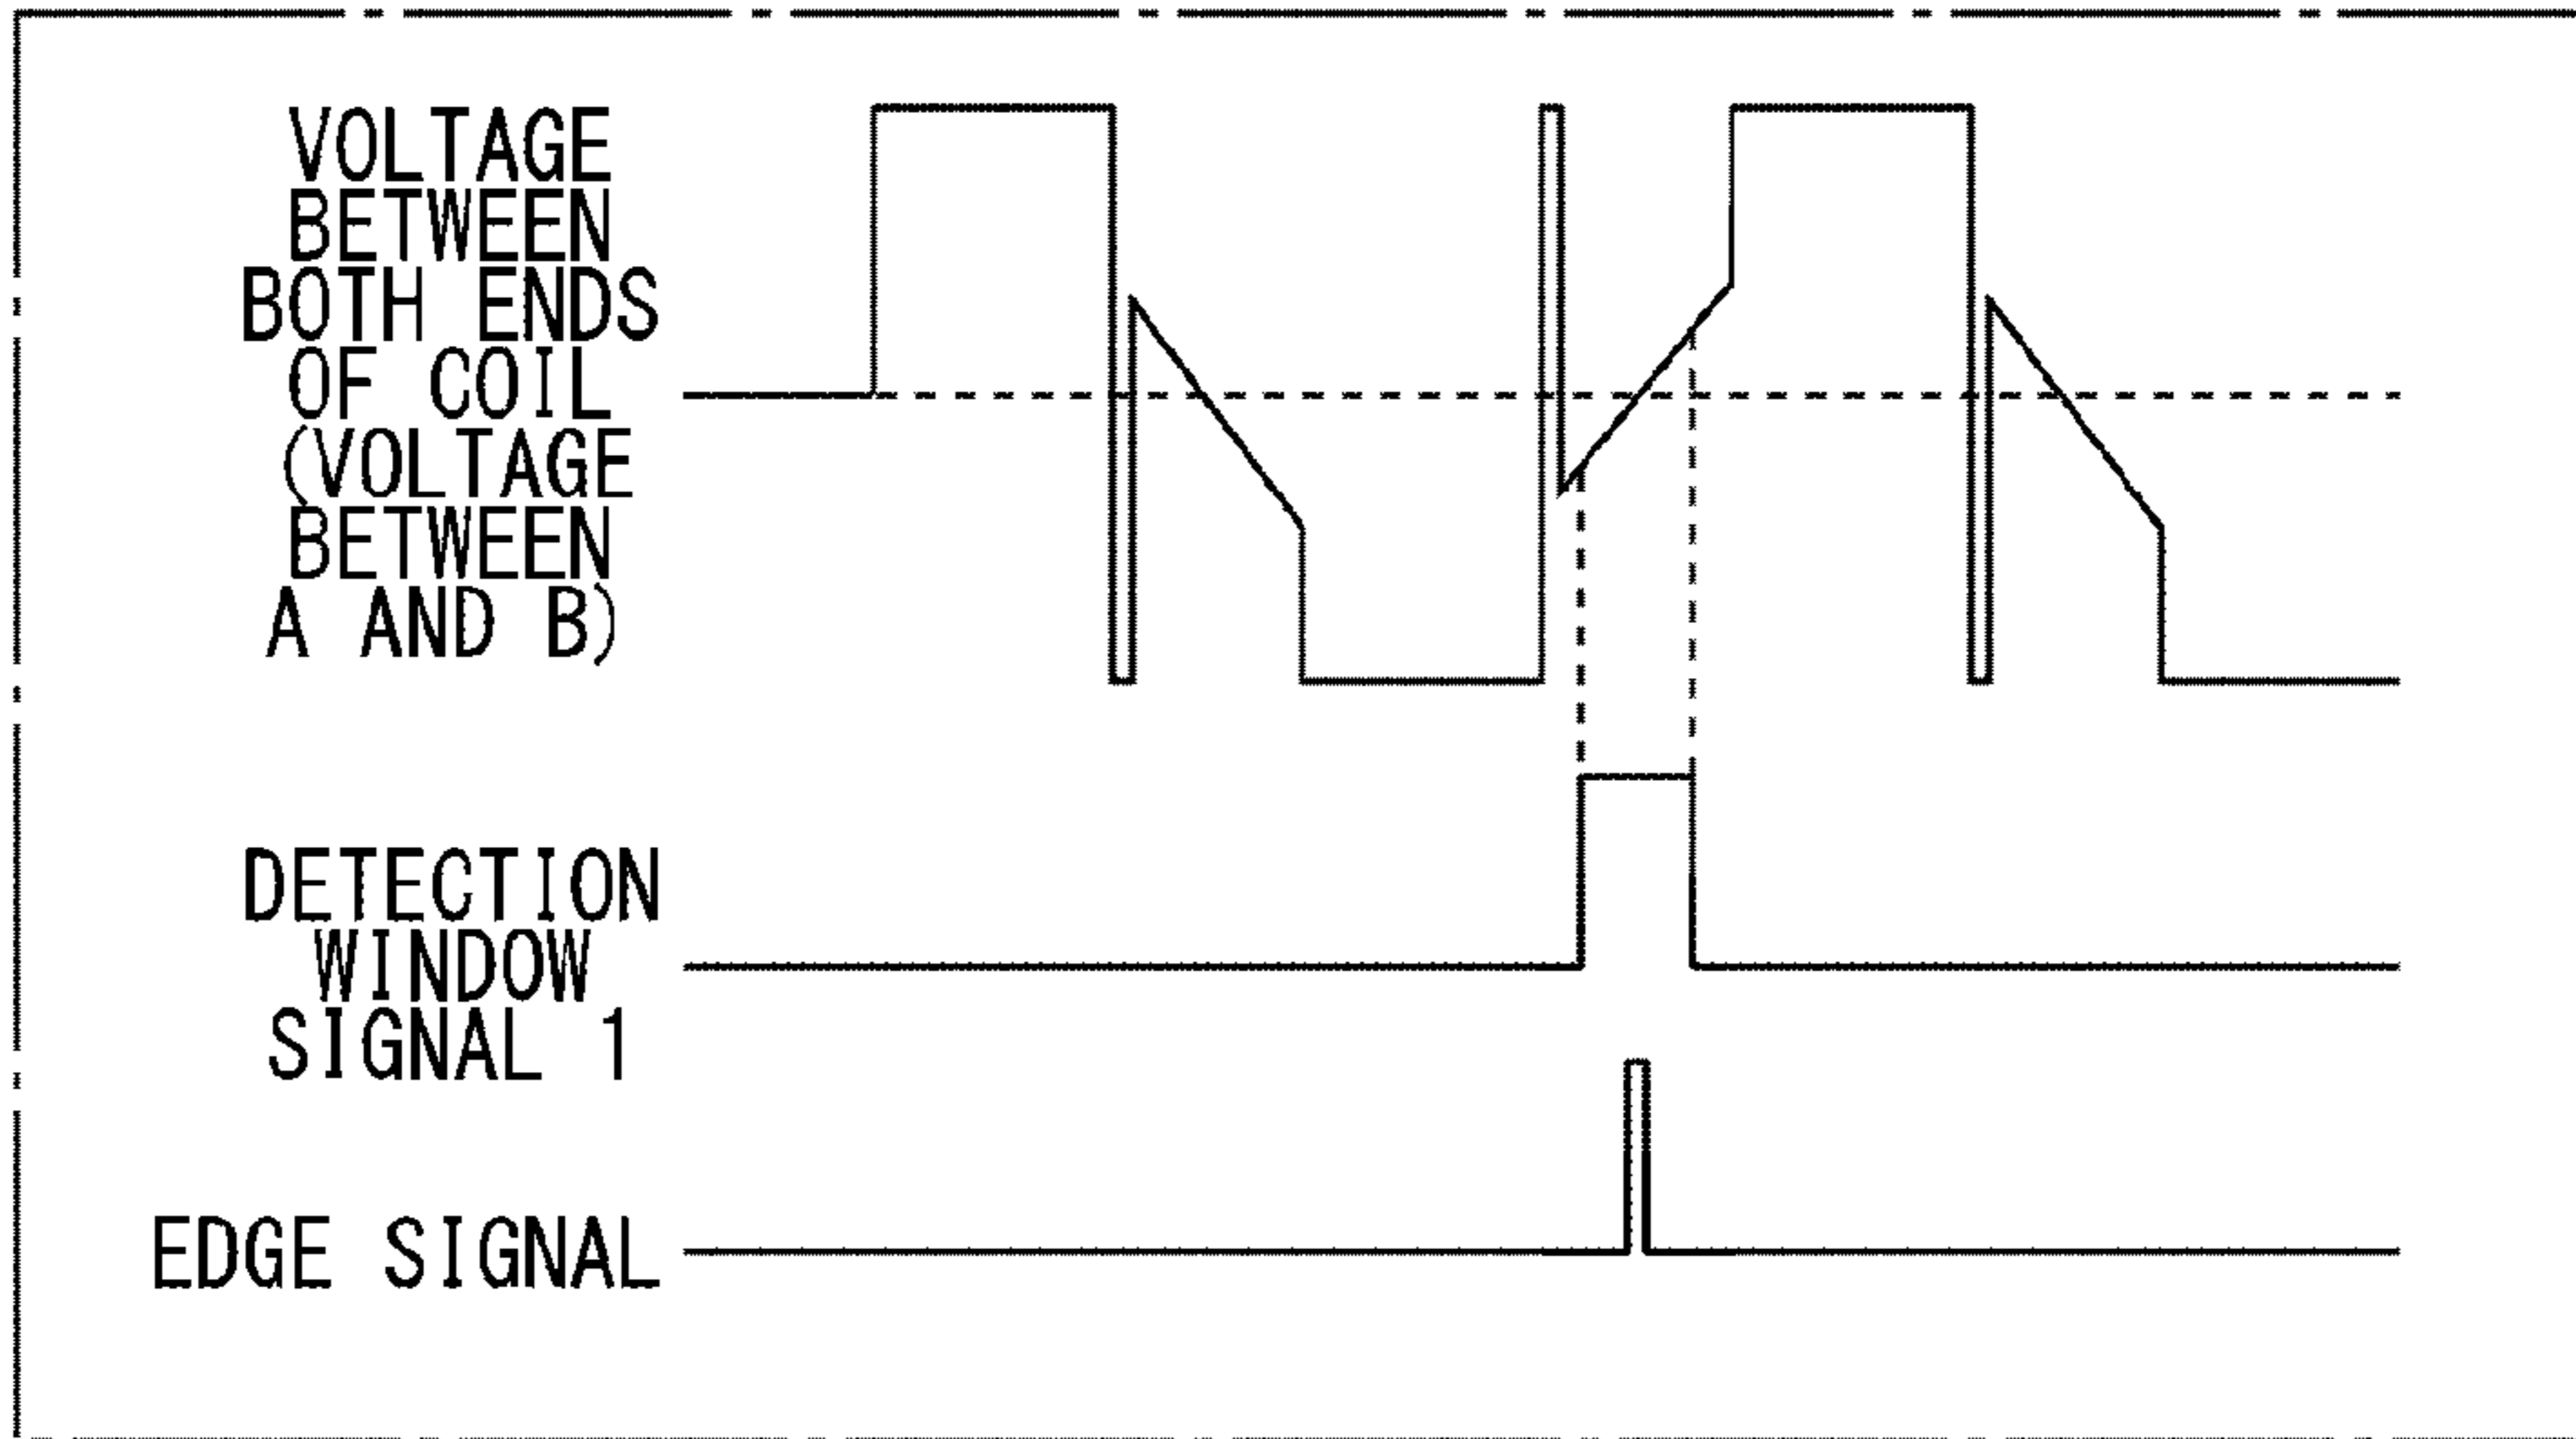 VOLTAGE
BETWEEN
BOTH ENDS
OF COIL
(VOLTAGE
BETWEEN
A AND B)
DETECTION
WINDOW
SIGNAL 1
EDGE SIGNAL